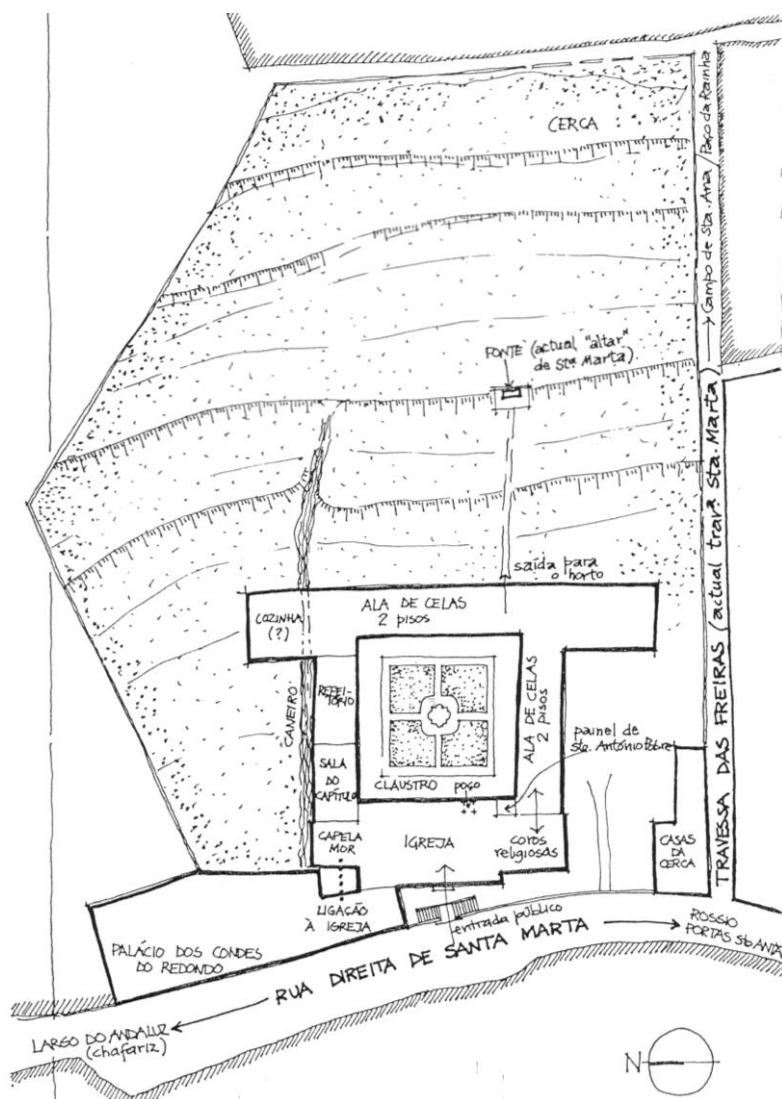 CERCA
FONTE (actual "altar"
de Stª Marta)
saída para
o horto
COZINHA
(?)
ALA DE CELAS
2 pisos
CANEIRO
REFEI-
TÓRIO
SALA
DO
CAPÍTULO
CLAUSTRO
poço
ALA DE CELAS
2 pisos
painel de
Sto. António Pobre
CAPELA
MOR
IGREJA
coros
religiosas
CASAS
DA
CERCA
LIGAÇÃO
À IGREJA
entrada público
PALÁCIO DOS CONDES
DO REDONDO
RUA DIREITA DE SANTA MARTA
ROSSIO
PORTAS Sto ANTÃO
LARGO DO ANDALUZ
(chafariz)
TRAVESSA DAS FREIRAS (actual travª Sta. Marta) → Campo de Sta. Ana / Paço da Rainha
N